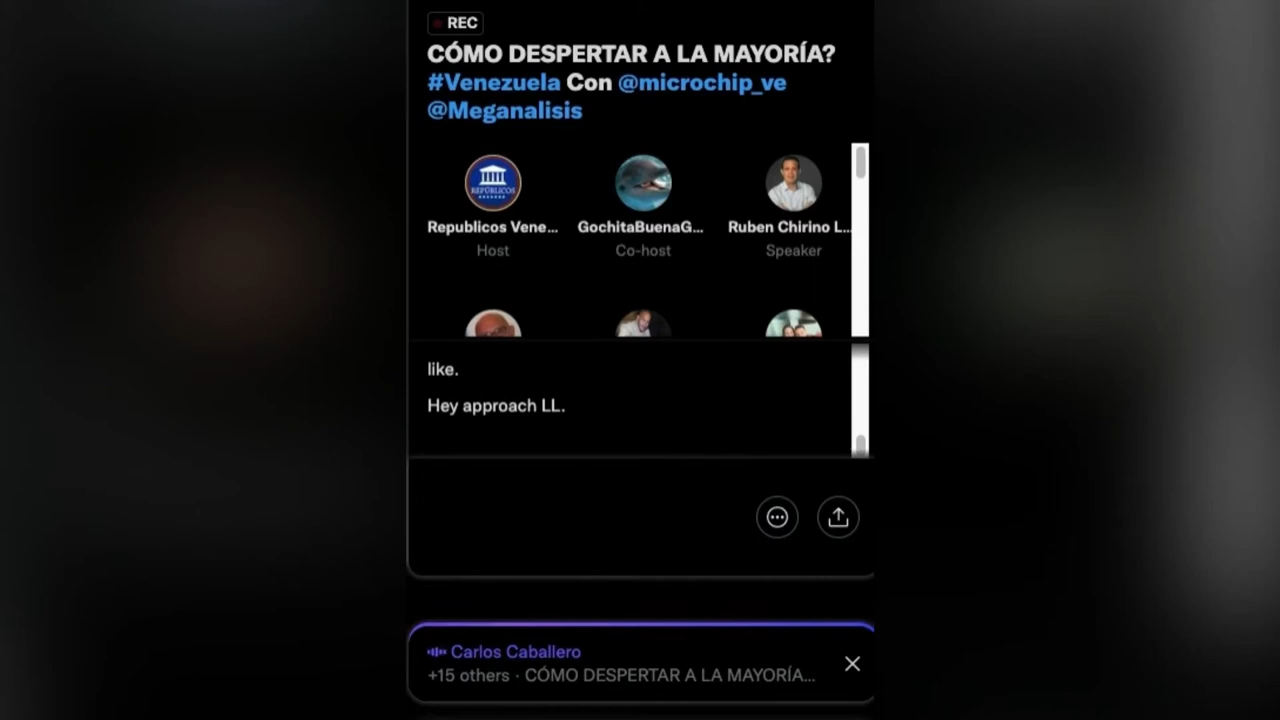 REC
CÓMO DESPERTAR A LA MAYORÍA?
#Venezuela Con @microchip_ve
@Meganalisis
REPÚBLICOS
Republicos Vene... GochitaBuenaG... Ruben Chirino L...
Host Co-host Speaker
like.
Hey approach LL.
Carlos Caballero
+15 others · CÓMO DESPERTAR A LA MAYORÍA...